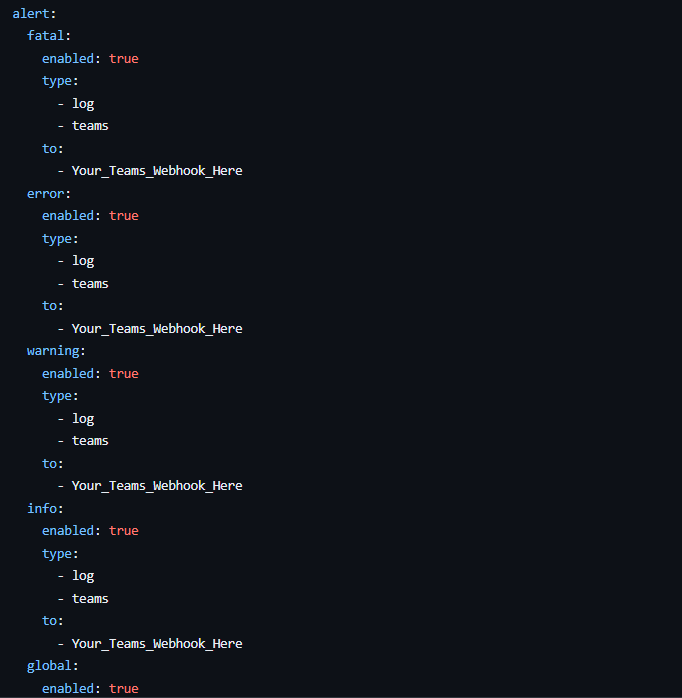 alert:
  fatal:
    enabled: true
    type:
      - log
      - teams
    to:
      - Your_Teams_Webhook_Here
  error:
    enabled: true
    type:
      - log
      - teams
    to:
      - Your_Teams_Webhook_Here
  warning:
    enabled: true
    type:
      - log
      - teams
    to:
      - Your_Teams_Webhook_Here
  info:
    enabled: true
    type:
      - log
      - teams
    to:
      - Your_Teams_Webhook_Here
  global:
    enabled: true